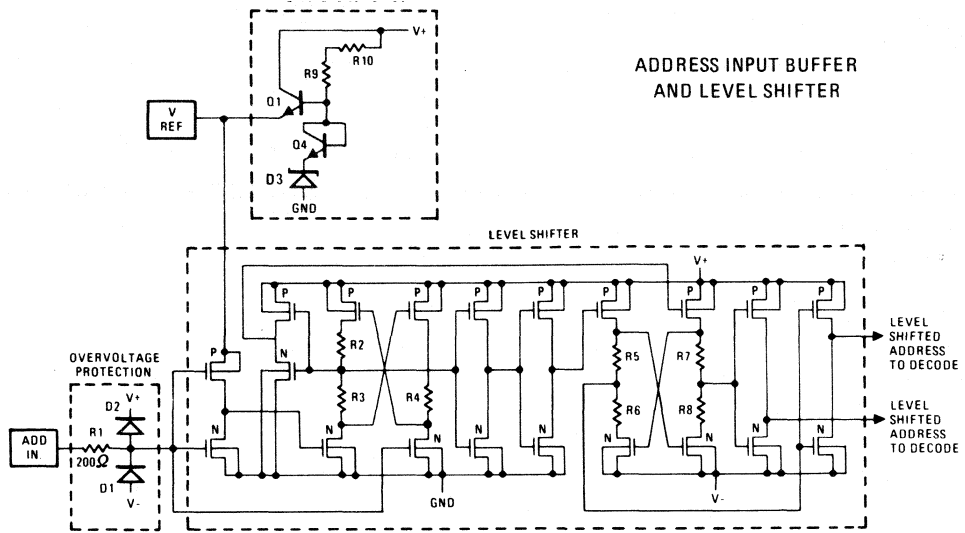 V+
R10
R9
ADDRESS INPUT BUFFER
AND LEVEL SHIFTER
Q1
V
REF
Q4
D3
GND
LEVEL SHIFTER
V+
P
P
P
P
P
P
P
P
P
R2
LEVEL
SHIFTED
ADDRESS
TO DECODE
OVERVOLTAGE
PROTECTION
P
N
R5
R7
D2
V+
R3
R4
R6
R8
LEVEL
SHIFTED
ADDRESS
TO DECODE
ADD
IN.
R1
200Ω
N
N
N
N
N
N
N
N
N
D1
V-
GND
V-